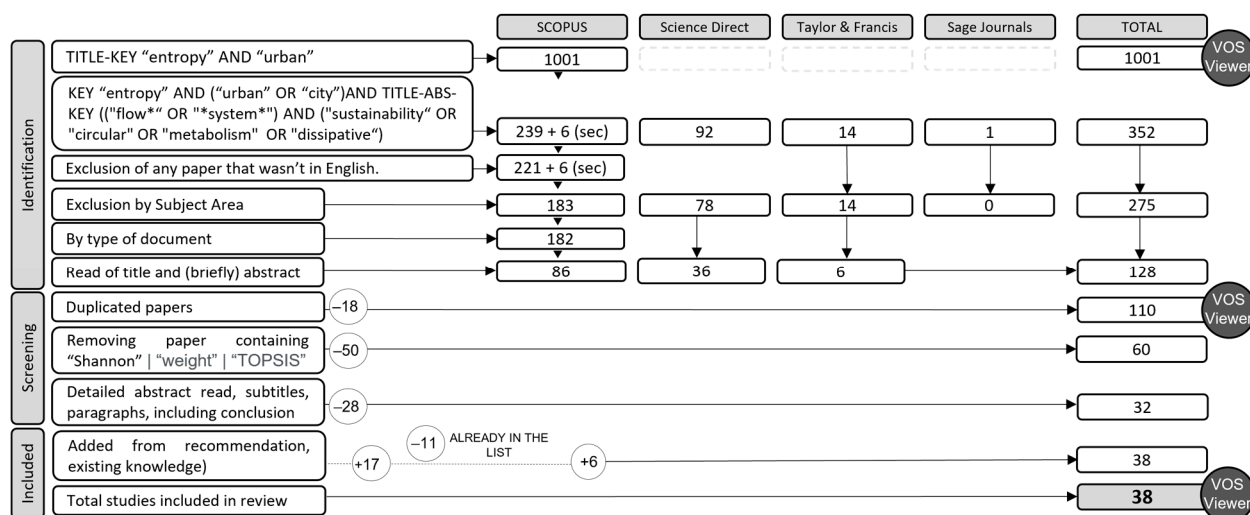 SCOPUS
Science Direct
Taylor & Francis
Sage Journals
TOTAL
Identification
TITLE-KEY “entropy” AND “urban”
1001
1001
VOS
Viewer
KEY “entropy” AND (“urban” OR “city”)AND TITLE-ABS-
KEY (("flow*“ OR "*system*") AND ("sustainability“ OR
"circular" OR "metabolism" OR "dissipative“)
239 + 6 (sec)
92
14
1
352
Exclusion of any paper that wasn’t in English.
221 + 6 (sec)
Exclusion by Subject Area
183
78
14
0
275
By type of document
182
Read of title and (briefly) abstract
86
36
6
128
Screening
Duplicated papers
–18
110
VOS
Viewer
Removing paper containing
“Shannon” | “weight” | “TOPSIS”
–50
60
Detailed abstract read, subtitles,
paragraphs, including conclusion
–28
32
Included
Added from recommendation,
existing knowledge)
+17
–11
ALREADY IN THE
LIST
+6
38
Total studies included in review
38
VOS
Viewer